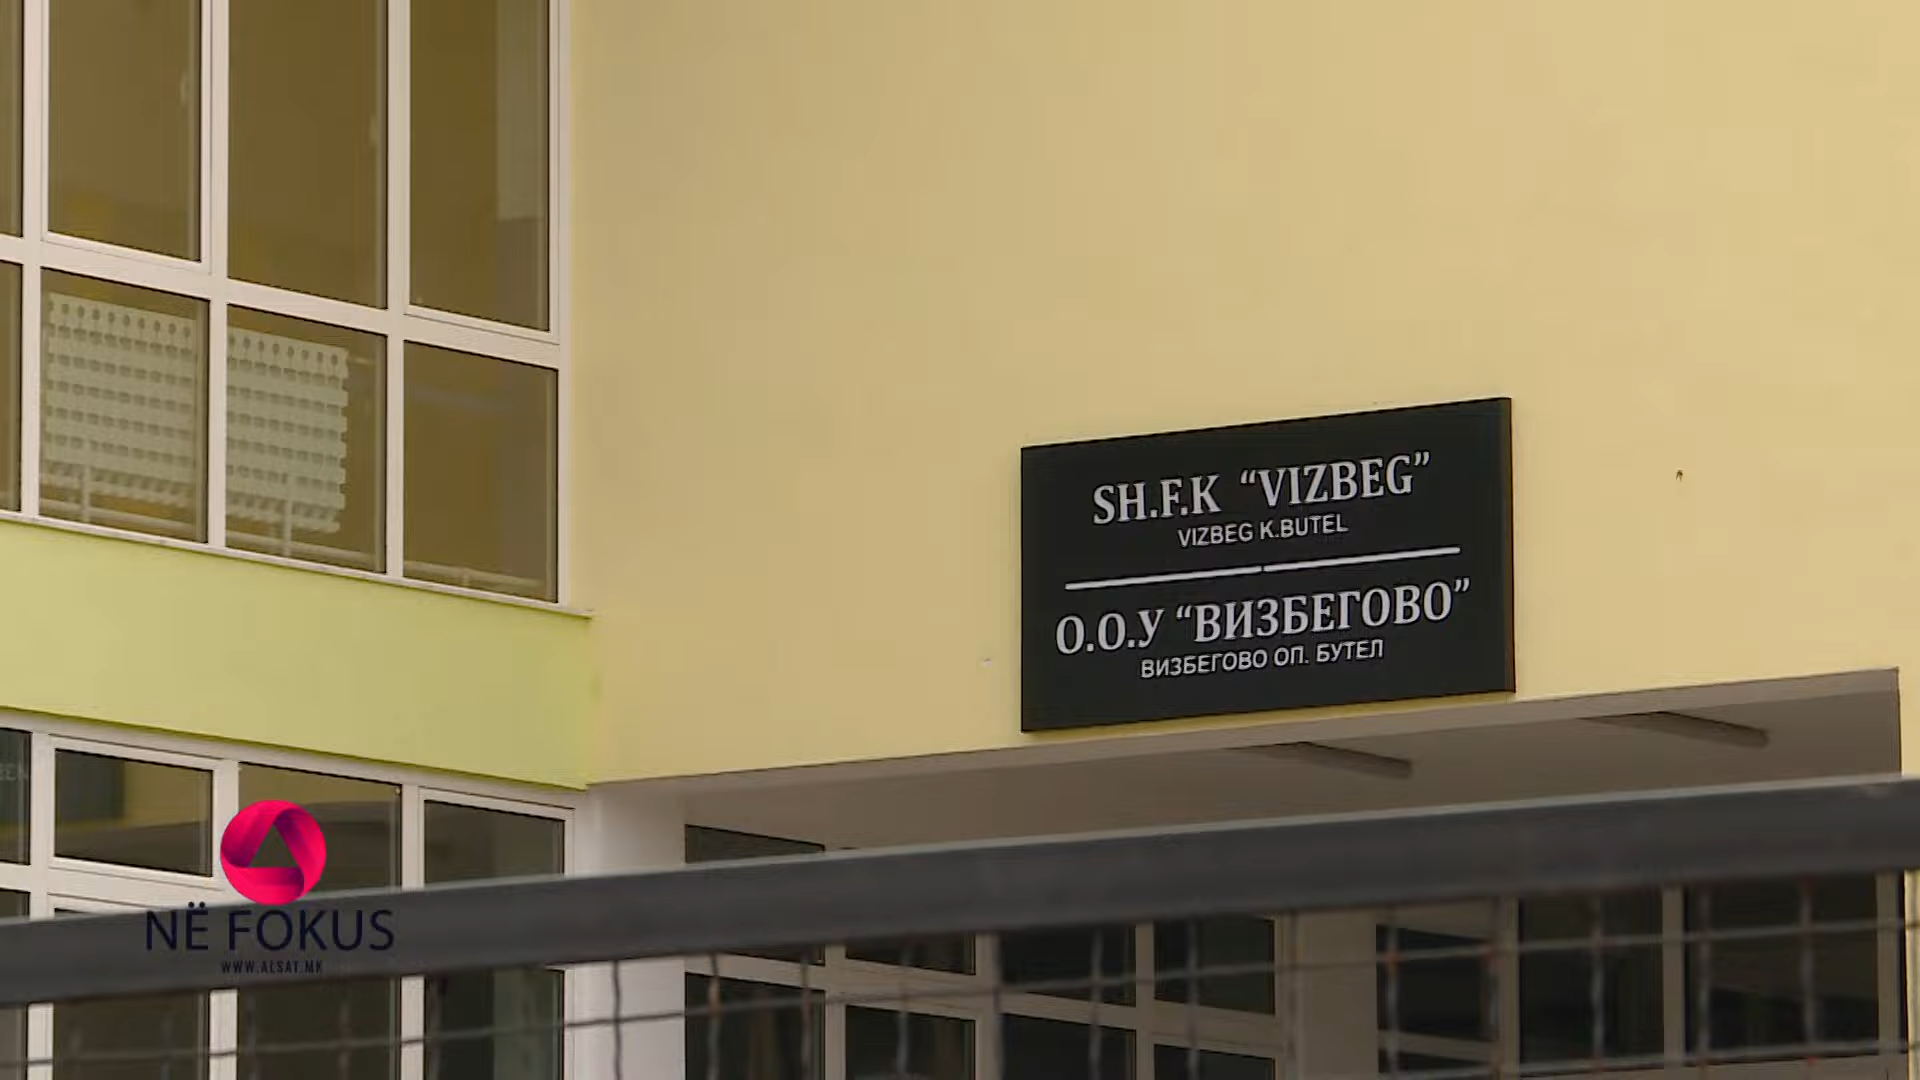 SH.F.K “VIZBEG”
VIZBEG K.BUTEL
О.О.У “ВИЗБЕГОВО”
ВИЗБЕГОВО ОП. БУТЕЛ
NË FOKUS
WWW.ALSAT.MK